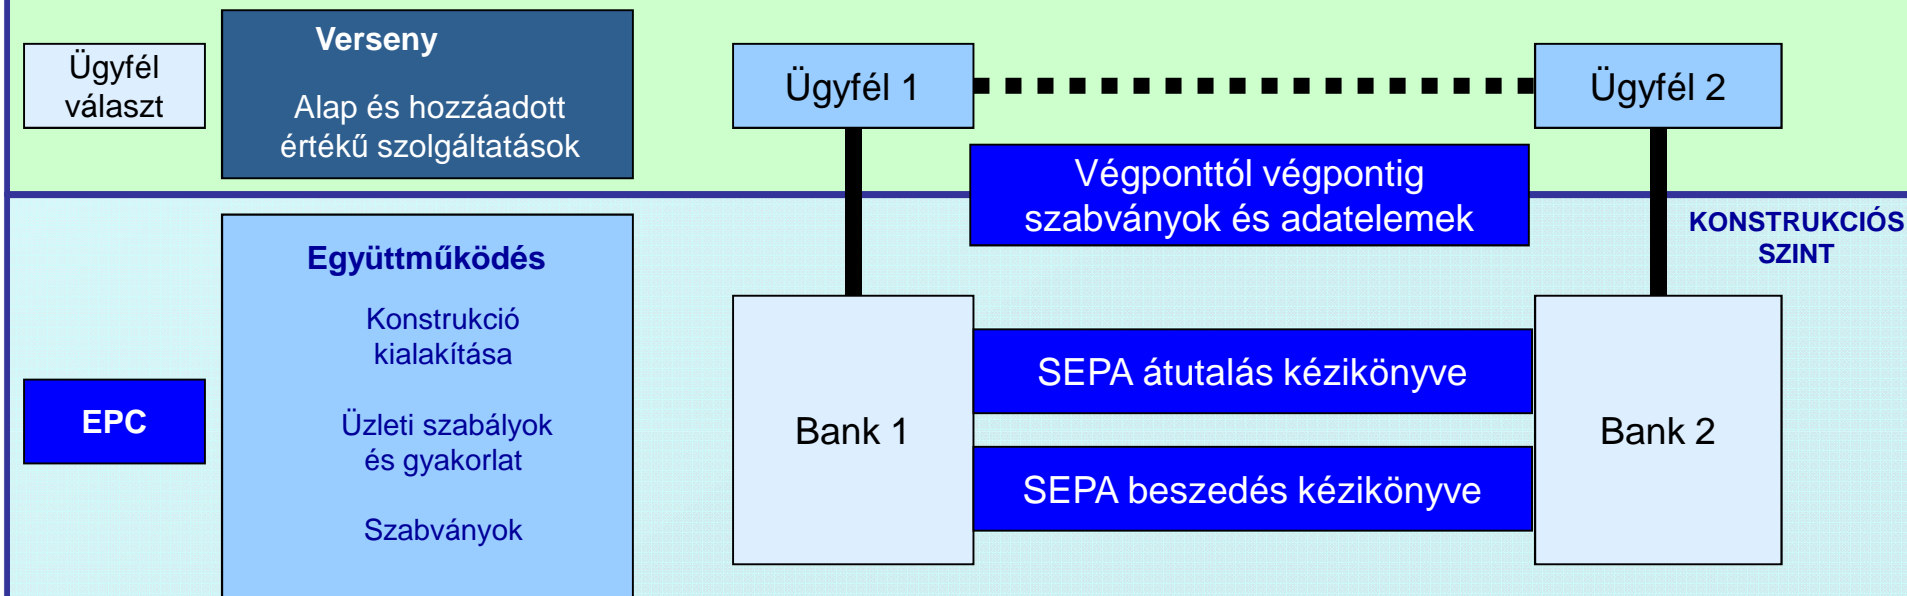 Ügyfél
választ
Verseny
Alap és hozzáadott
értékű szolgáltatások
Ügyfél 1
Ügyfél 2
Végponttól végpontig
szabványok és adatelemek
KONSTRUKCIÓS
SZINT
EPC
Együttműködés
Konstrukció
kialakítása
Üzleti szabályok
és gyakorlat
Szabványok
Bank 1
SEPA átutalás kézikönyve
SEPA beszedés kézikönyve
Bank 2